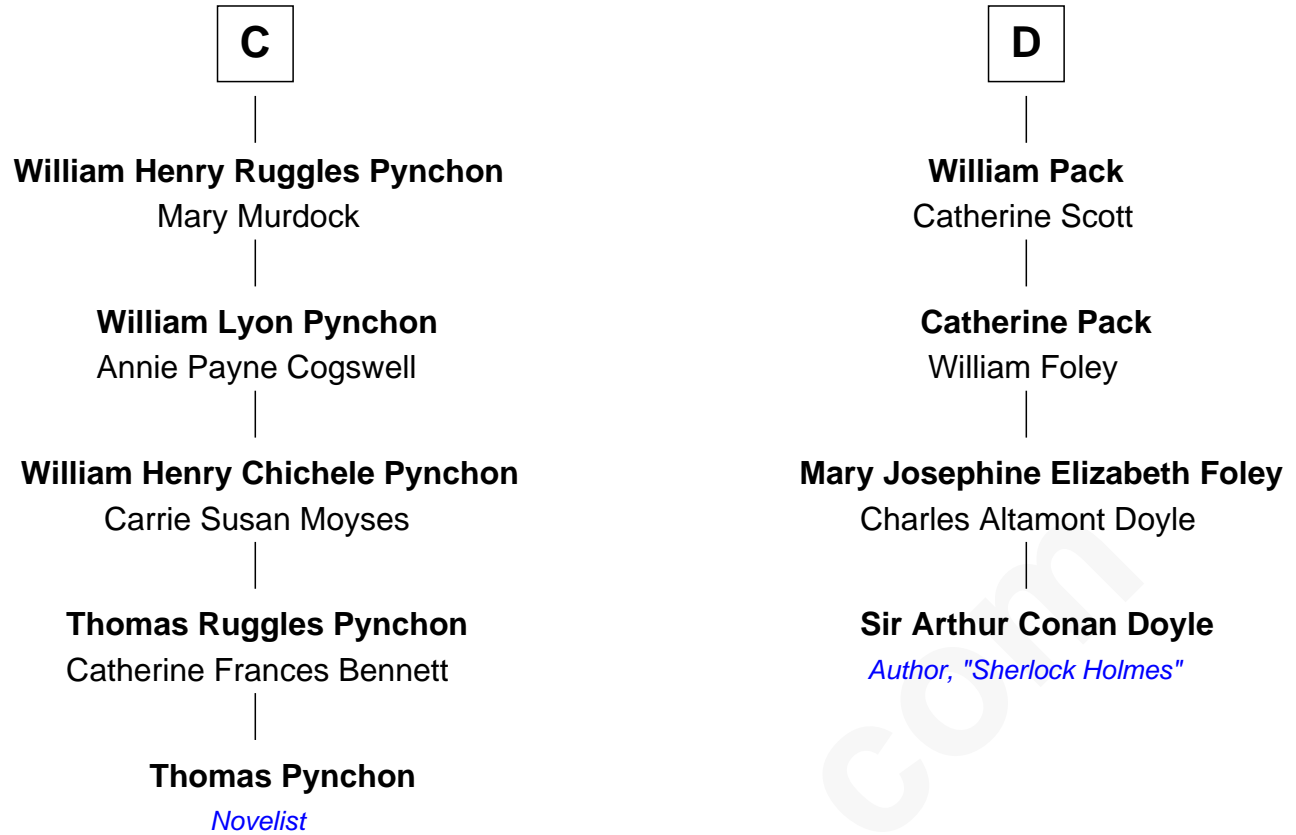 C
William Henry Ruggles Pynchon
Mary Murdock
William Lyon Pynchon
Annie Payne Cogswell
William Henry Chichele Pynchon
Carrie Susan Moyses
Thomas Ruggles Pynchon
Catherine Frances Bennett
Thomas Pynchon
Novelist
D
William Pack
Catherine Scott
Catherine Pack
William Foley
Mary Josephine Elizabeth Foley
Charles Altamont Doyle
Sir Arthur Conan Doyle
Author, "Sherlock Holmes"
com